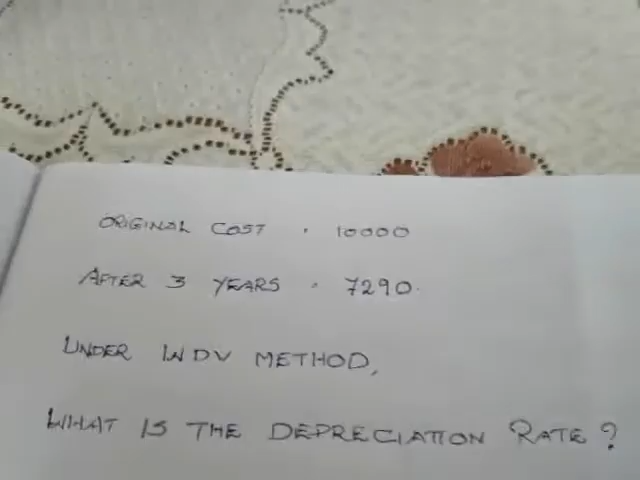 ORIGINAL COST . 10000
AFTER 3 YEARS . 7290.
UNDER WDV METHOD,
WHAT IS THE DEPRECIATION RATE?